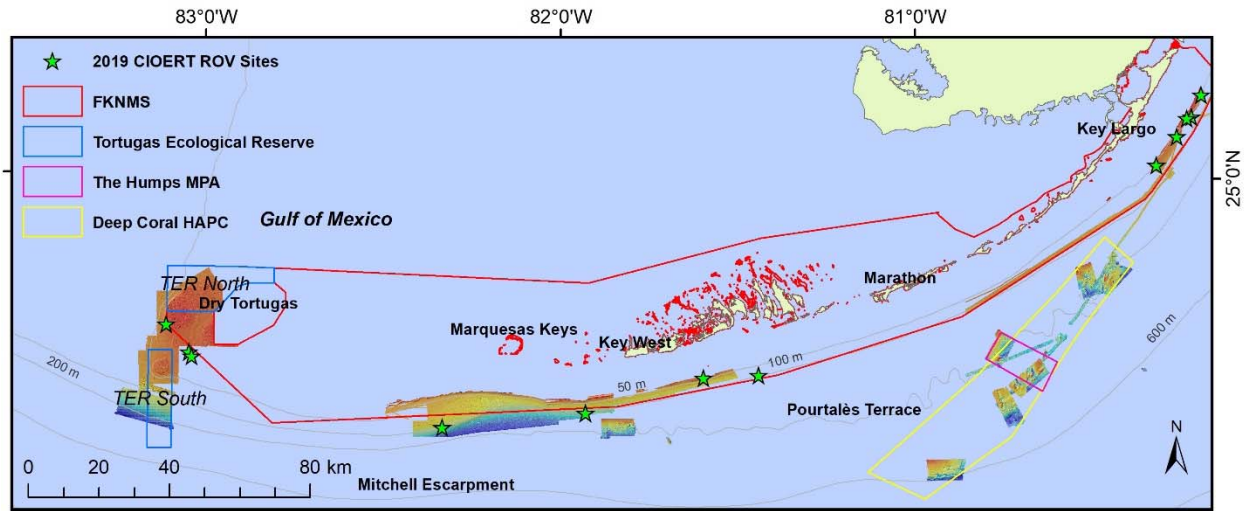 83°0'W
82°0'W
81°0'W
2019 CIOERT ROV Sites
FKNMS
Tortugas Ecological Reserve
The Humps MPA
Deep Coral HAPC
Gulf of Mexico
Key Largo
25°0'N
TER North
Dry Tortugas
Marathon
Marquesas Keys
Key West
600 m
200 m
100 m
50 m
TER South
Pourtalès Terrace
N
0 20 40 80 km
Mitchell Escarpment